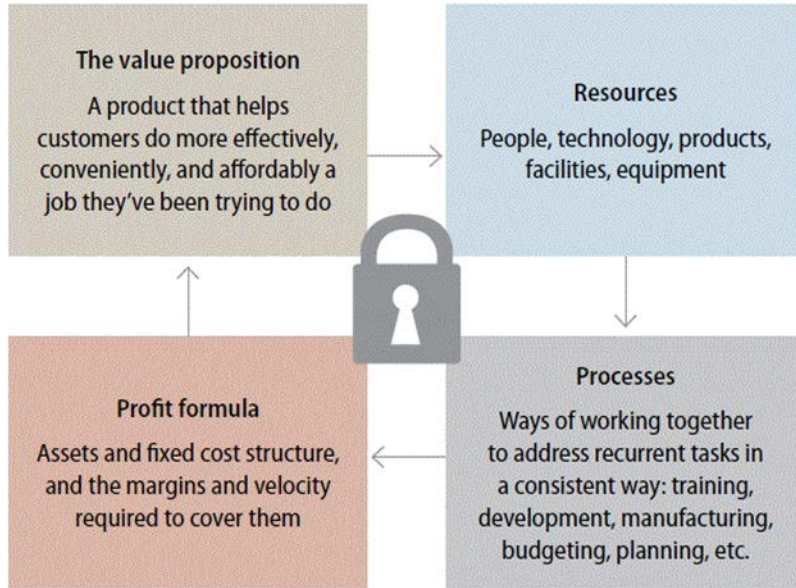 The value proposition
A product that helps
customers do more effectively,
conveniently, and affordably a
job they've been trying to do
Resources
People, technology, products,
facilities, equipment
Profit formula
Assets and fixed cost structure,
and the margins and velocity
required to cover them
Processes
Ways of working together
to address recurrent tasks in
a consistent way: training,
development, manufacturing,
budgeting, planning, etc.